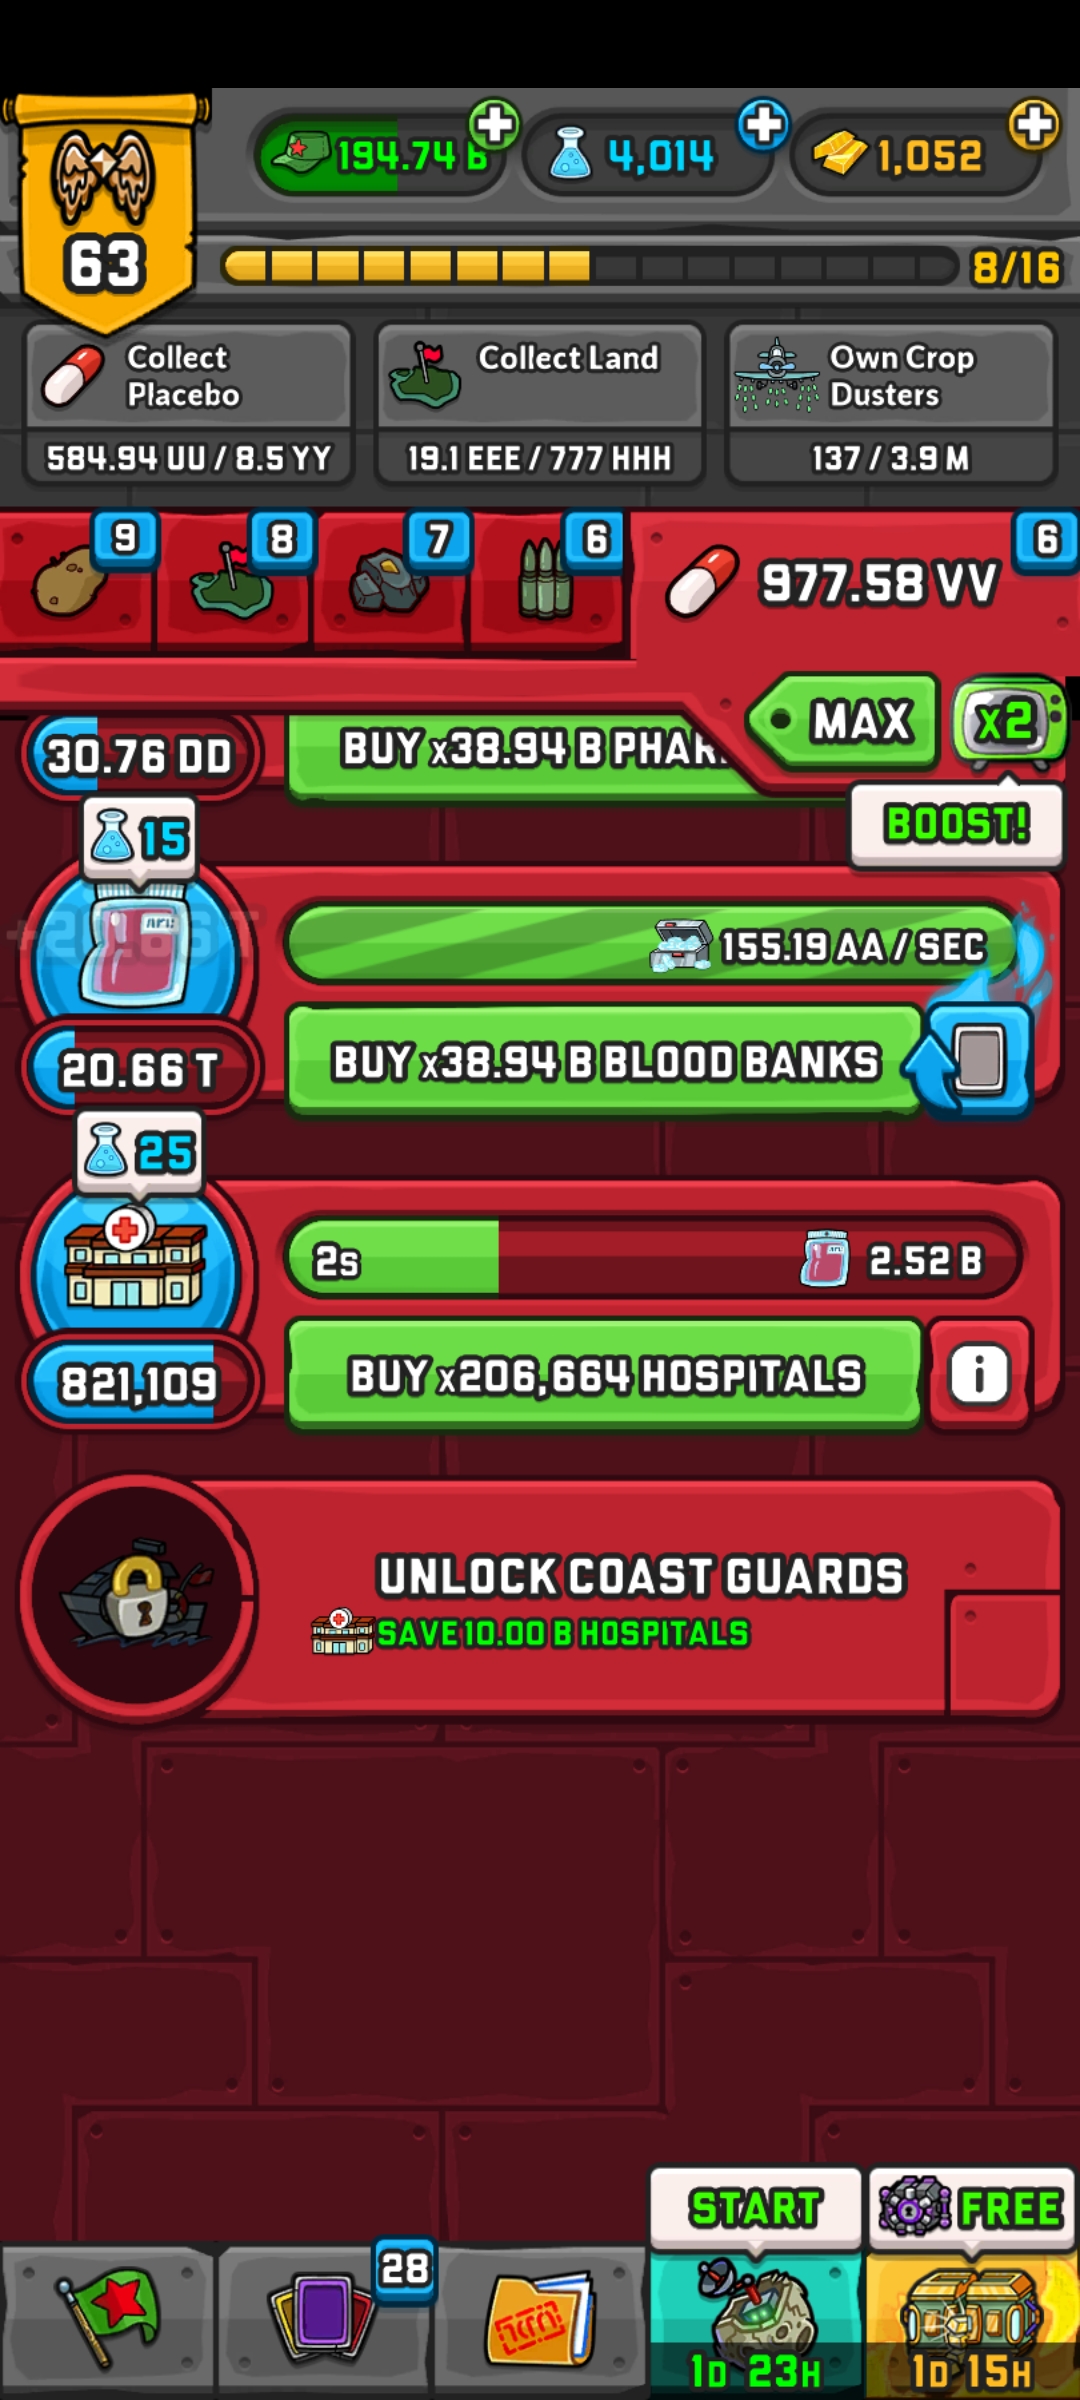 194.74 B
4,014
1,052
63
8/16
Collect
Placebo
584.94 UU / 8.5 YY
Collect Land
19.1 EEE / 777 HHH
Own Crop
Dusters
137 / 3.9 M
9
8
7
6
977.58 VV
6
MAX
x2
BOOST!
30.76 DD
BUY x38.94 B PHAR
15
+20.66 T
155.19 AA / SEC
20.66 T
BUY x38.94 B BLOOD BANKS
25
2s
2.52 B
821,109
BUY x206,664 HOSPITALS
i
UNLOCK COAST GUARDS
SAVE 10.00 B HOSPITALS
START
FREE
28
1D 23H
1D 15H